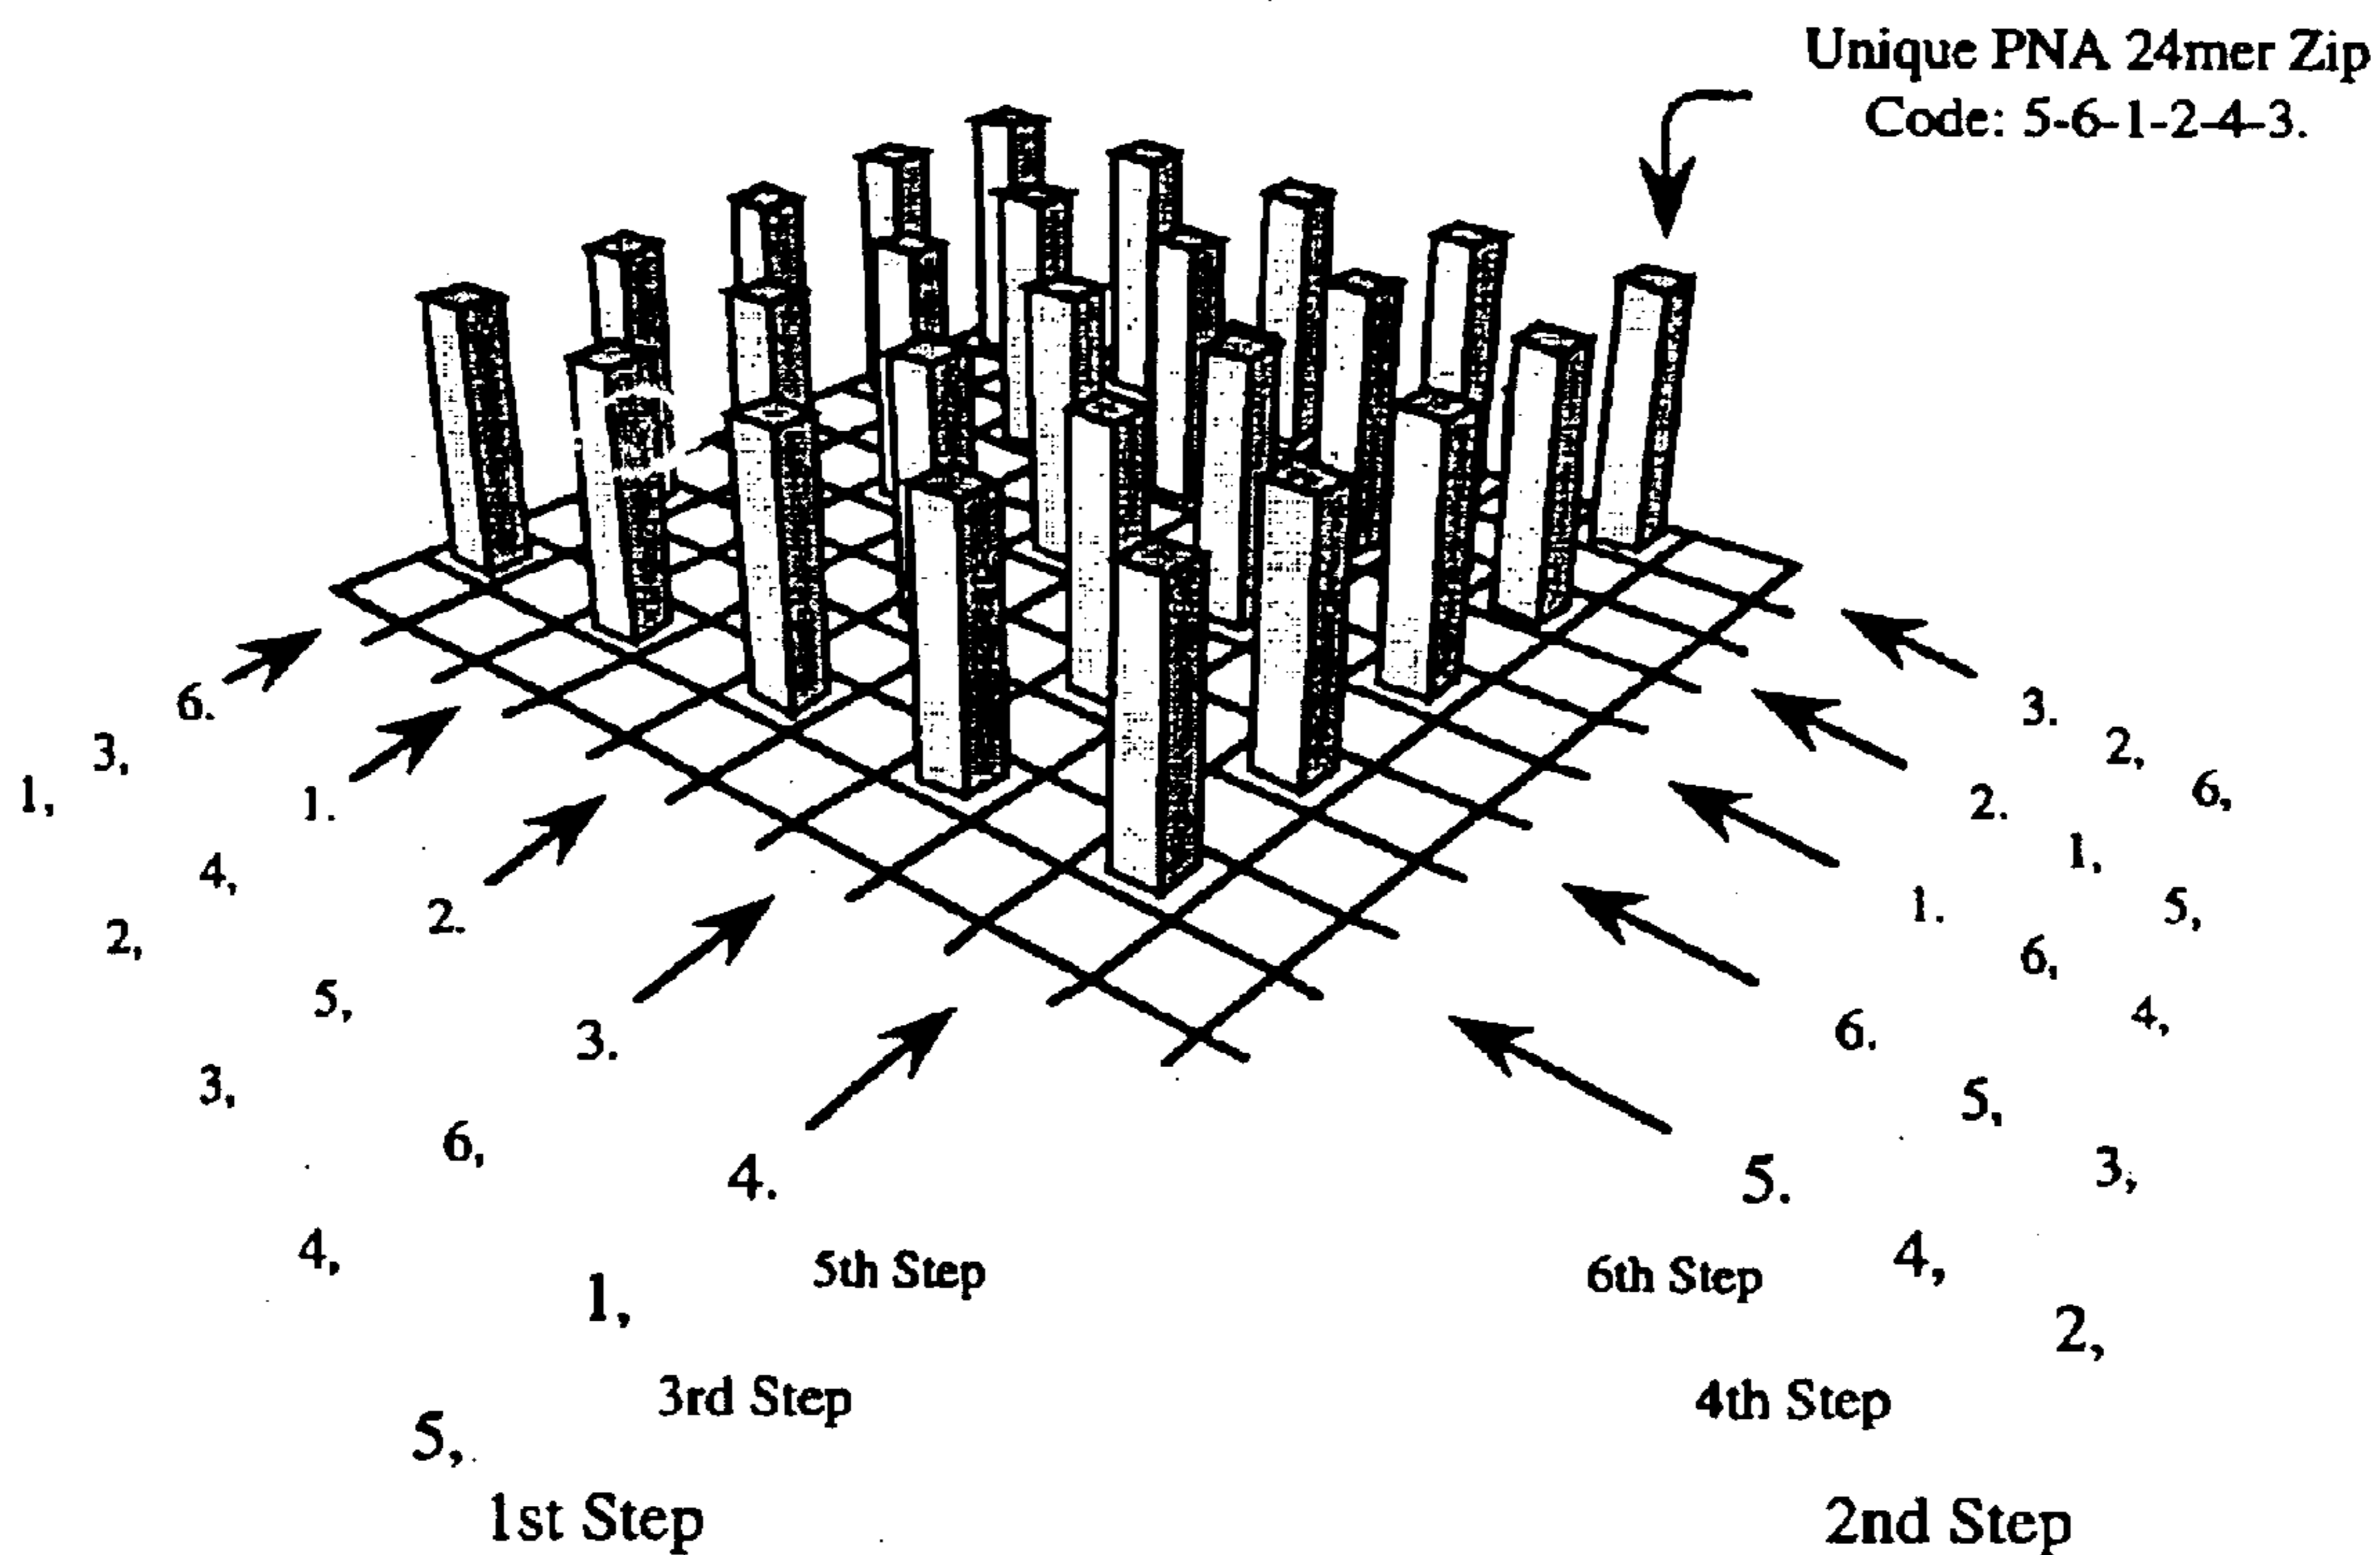 Unique PNA 24mer Zip
Code: 5-6-1-2-4-3.
1, 3, 6.
2, 4, 1.
3, 5, 2.
4, 6, 3.
5, 1, 4.
3. 2, 6,
2. 1, 5,
1. 6, 4,
6. 5, 3,
5. 4, 2,
5th Step
6th Step
3rd Step
4th Step
1st Step
2nd Step